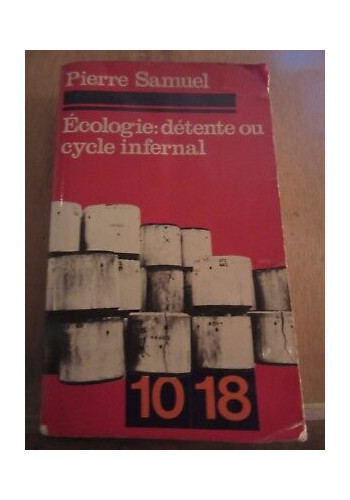 Pierre Samuel
Écologie: détente ou
cycle infernal
10 18